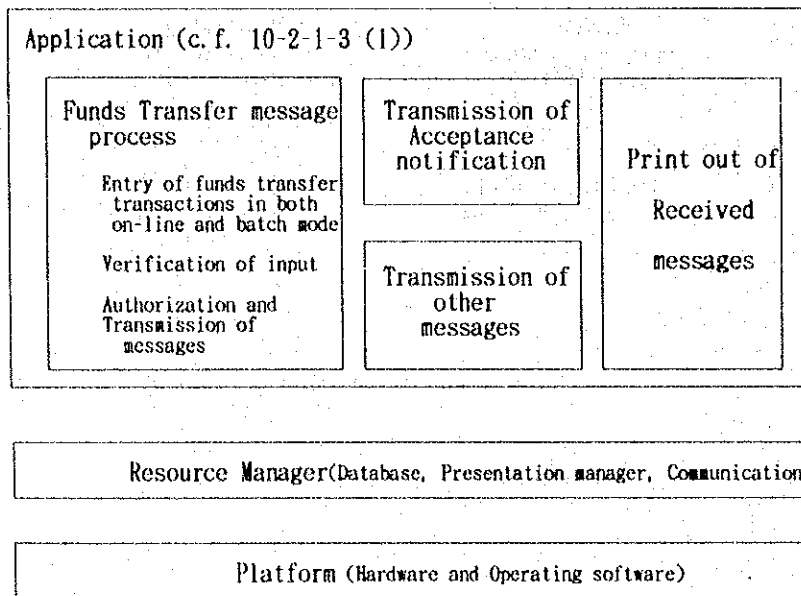 Application (c. f. 10-2-1-3 (1))
Funds Transfer message
process
Entry of funds transfer
transactions in both
on-line and batch mode
Verification of input
Authorization and
Transmission of
messages
Transmission of
Acceptance
notification
Transmission of
other
messages
Print out of
Received
messages
Resource Manager(Database, Presentation manager, Communication
Platform (Hardware and Operating software)